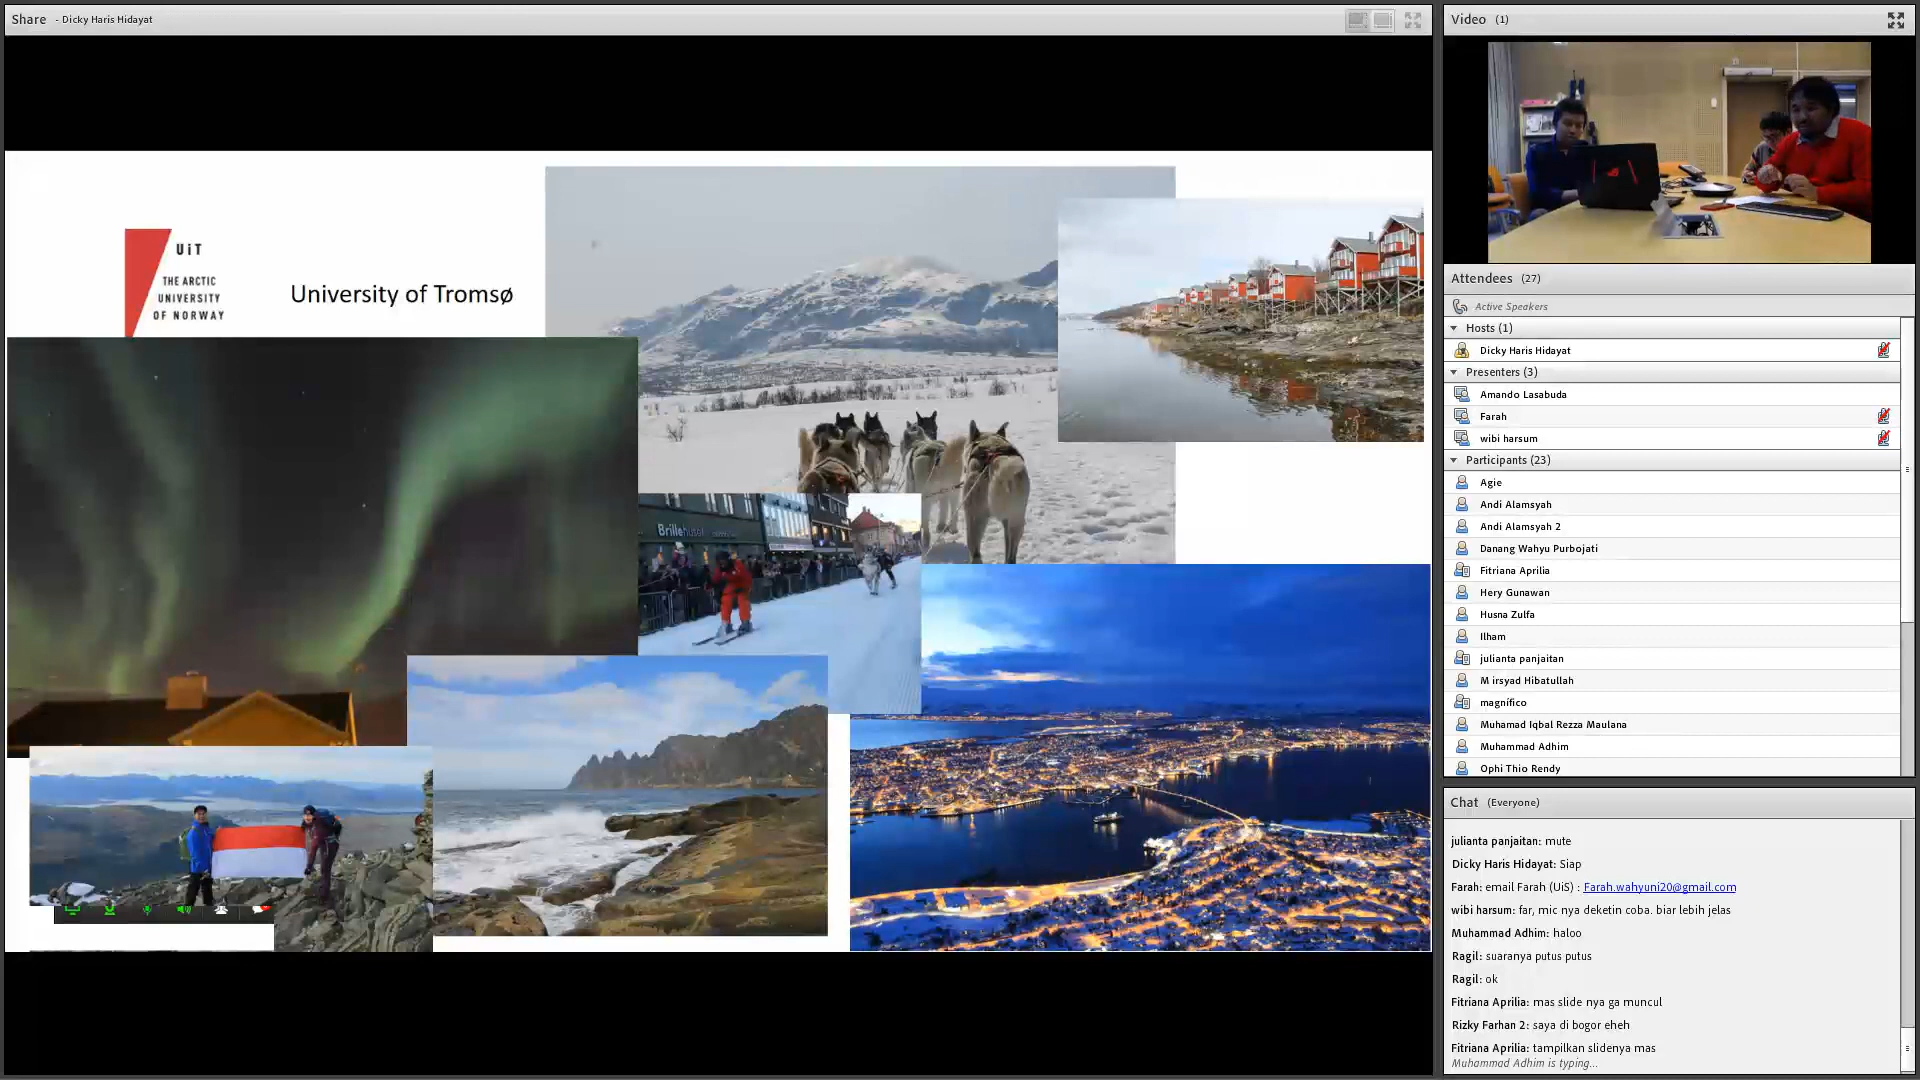 Share - Dicky Haris Hidayat
UiT
THE ARCTIC
UNIVERSITY
OF NORWAY
University of Tromsø
Brillehuset
Video (1)
Attendees (27)
Active Speakers
Hosts (1)
Dicky Haris Hidayat
Presenters (3)
Amando Lasabuda
Farah
wibi harsum
Participants (23)
Agie
Andi Alamsyah
Andi Alamsyah 2
Danang Wahyu Purbojati
Fitriana Aprilia
Hery Gunawan
Husna Zulfa
Ilham
julianta panjaitan
M irsyad Hibatullah
magnífico
Muhamad Iqbal Rezza Maulana
Muhammad Adhim
Ophi Thio Rendy
Chat (Everyone)
julianta panjaitan: mute
Dicky Haris Hidayat: Siap
Farah: email Farah (UiS) : Farah.wahyuni20@gmail.com
wibi harsum: far, mic nya deketin coba. biar lebih jelas
Muhammad Adhim: haloo
Ragil: suaranya putus putus
Ragil: ok
Fitriana Aprilia: mas slide nya ga muncul
Rizky Farhan 2: saya di bogor eheh
Fitriana Aprilia: tampilkan slidenya mas
Muhammad Adhim is typing...